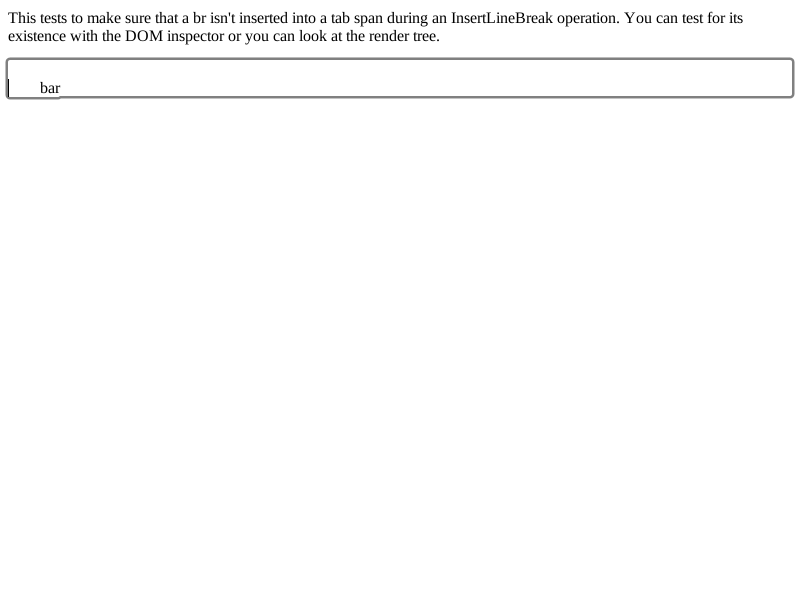 This tests to make sure that a br isn't inserted into a tab span during an InsertLineBreak operation. You can test for its
existence with the DOM inspector or you can look at the render tree.
bar